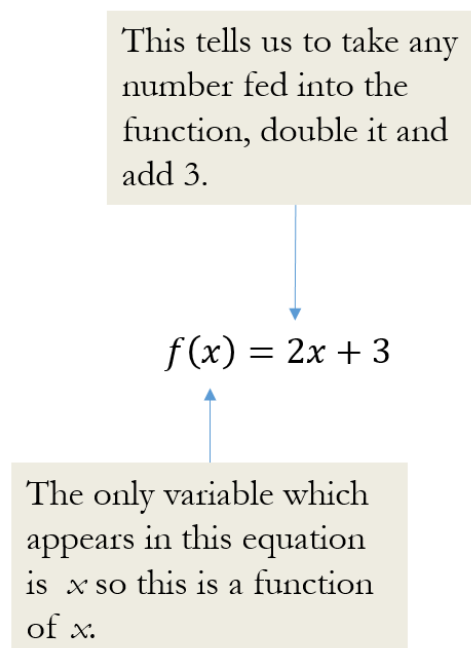 This tells us to take any
number fed into the
function, double it and
add 3.
f(x) = 2x + 3
The only variable which
appears in this equation
is x so this is a function
of x.